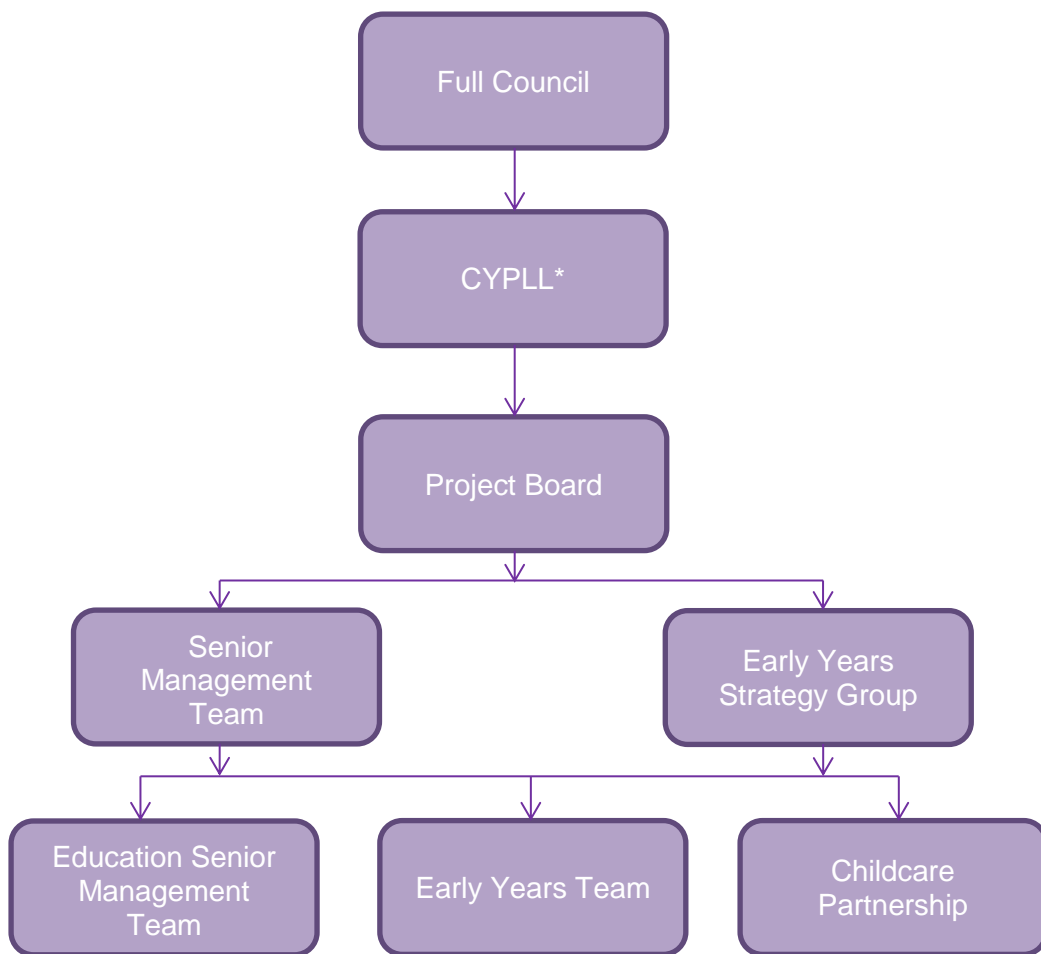 Full Council
CYPLL*
Project Board
Senior
Management
Team
Early Years
Strategy Group
Education Senior
Management
Team
Early Years Team
Childcare
Partnership